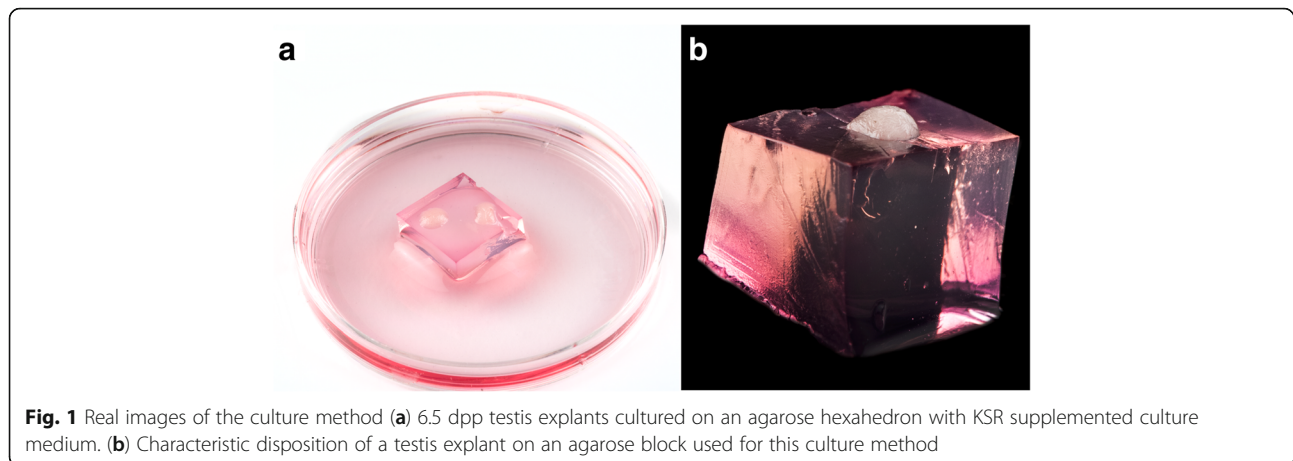 a
b
Fig. 1 Real images of the culture method (a) 6.5 dpp testis explants cultured on an agarose hexahedron with KSR supplemented culture
medium. (b) Characteristic disposition of a testis explant on an agarose block used for this culture method